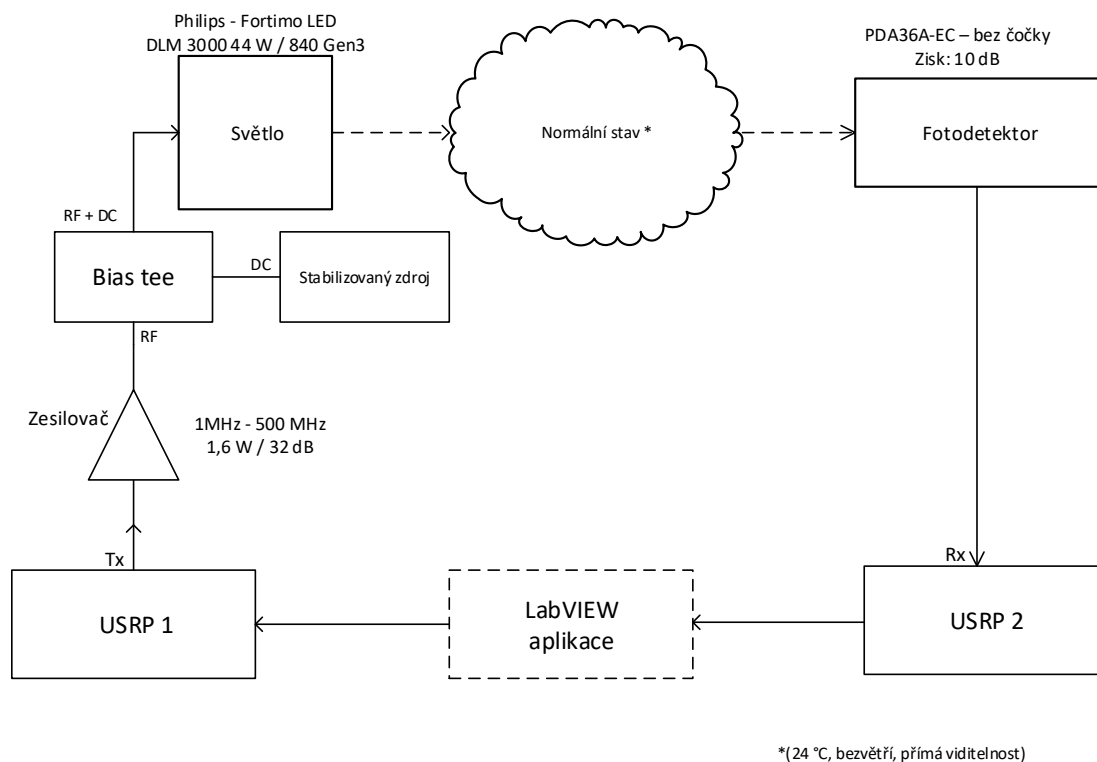 Philips - Fortimo LED
DLM 3000 44 W / 840 Gen3
PDA36A-EC – bez čočky
Zisk: 10 dB
Světlo
Normální stav *
Fotodetektor
RF + DC
Bias tee
DC
Stabilizovaný zdroj
RF
Zesilovač
1MHz - 500 MHz
1,6 W / 32 dB
Tx
Rx
USRP 1
LabVIEW
aplikace
USRP 2
*(24 °C, bezvětří, přímá viditelnost)